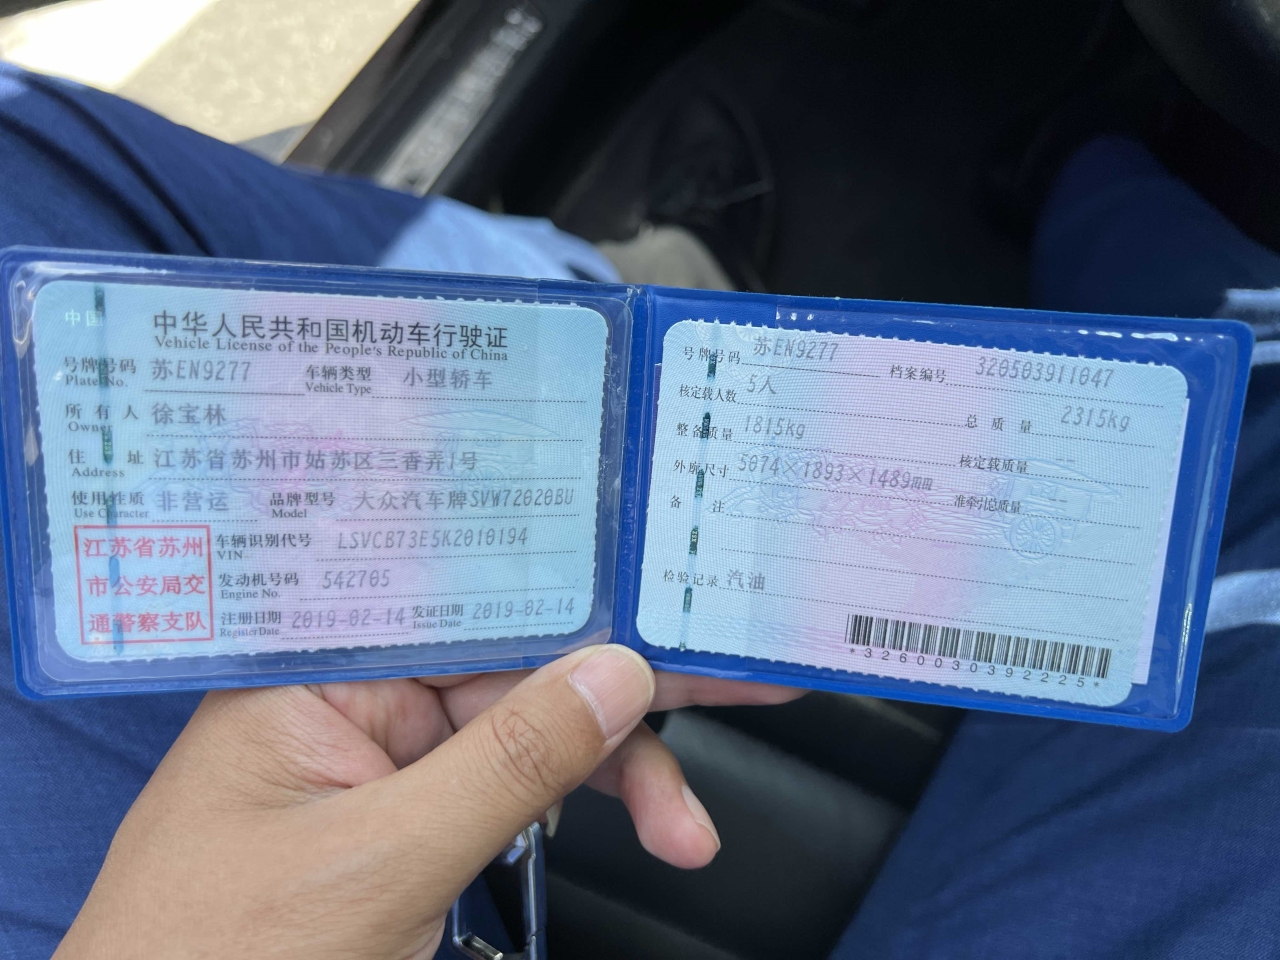 中国
中华人民共和国机动车行驶证
Vehicle License of the People's Republic of China
号牌号码 苏EN9277 车辆类型 小型轿车
Plate No. Vehicle Type
所有人 徐宝林
Owner
住址 江苏省苏州市姑苏区三香弄1号
Address
使用性质 非营运 品牌型号 大众汽车牌SVW72020BU
Use Character Model
江苏省苏州
市公安局交
通警察支队
车辆识别代号 LSVCB73E5K2010194
VIN
发动机号码 542705
Engine No.
注册日期 2019-02-14 发证日期 2019-02-14
Register Date Issue Date
号牌号码 苏EN9277 档案编号 320503911047
核定载人数 5人 总质量 2315kg
整备质量 1815kg 核定载质量 --
外廓尺寸 5074×1893×1489mm 准牵引总质量 --
备注
检验记录 汽油
*3260030392225*